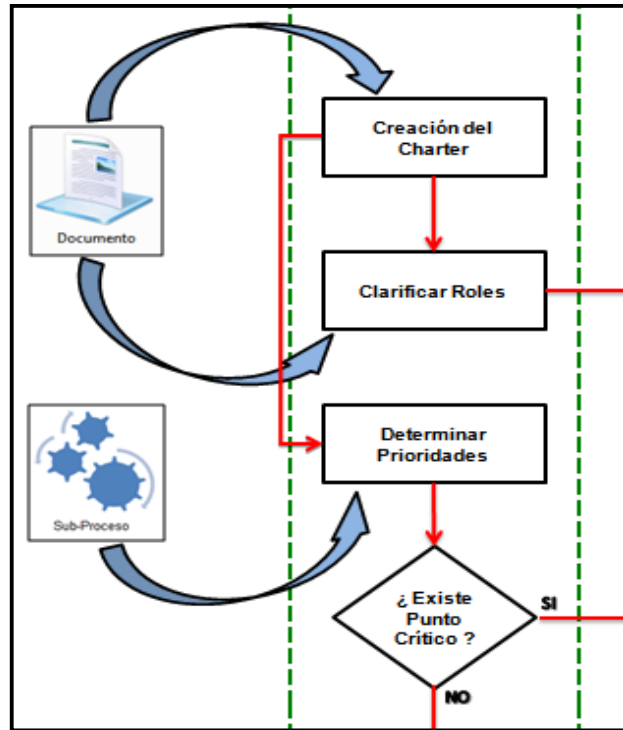 Creación del
Charter
Documento
Clarificar Roles
Determinar
Prioridades
Sub-Proceso
¿ Existe
Punto
Crítico ?
SI
NO